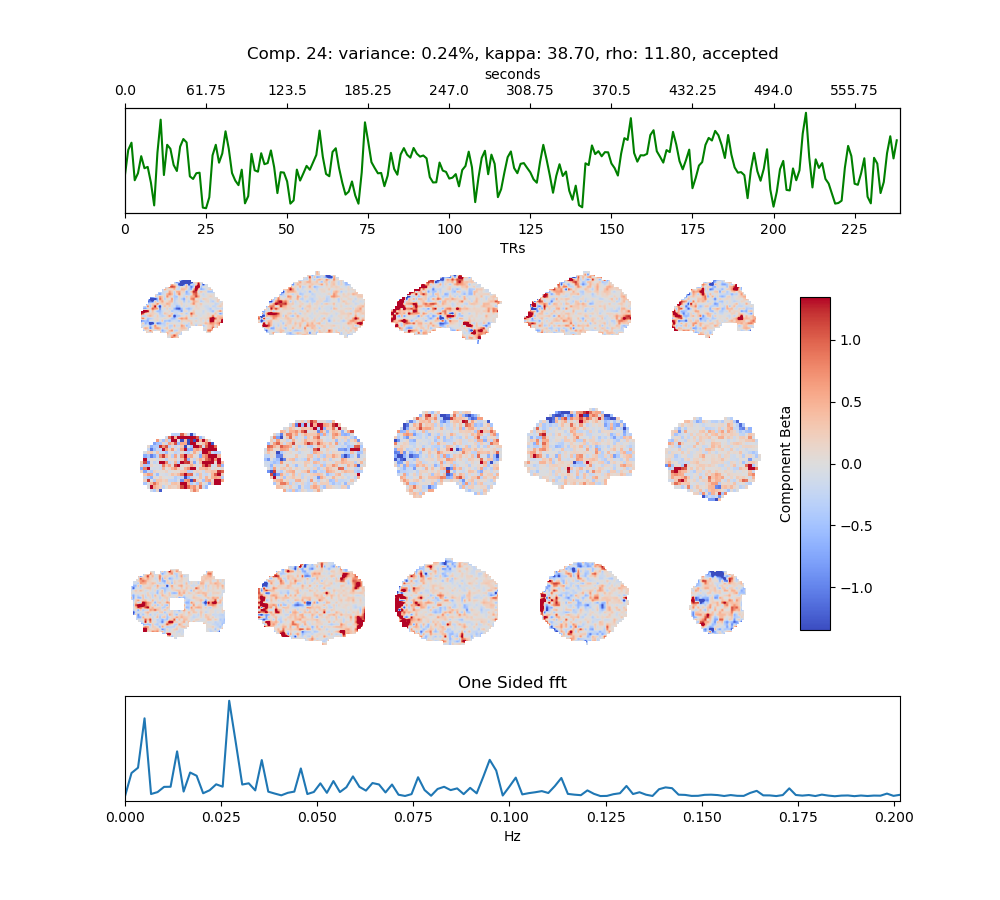 Comp. 24: variance: 0.24%, kappa: 38.70, rho: 11.80, accepted
seconds
0.0 61.75 123.5 185.25 247.0 308.75 370.5 432.25 494.0 555.75
0 25 50 75 100 125 150 175 200 225
TRs
1.0
0.5
0.0
−0.5
−1.0
Component Beta
One Sided fft
0.000 0.025 0.050 0.075 0.100 0.125 0.150 0.175 0.200
Hz